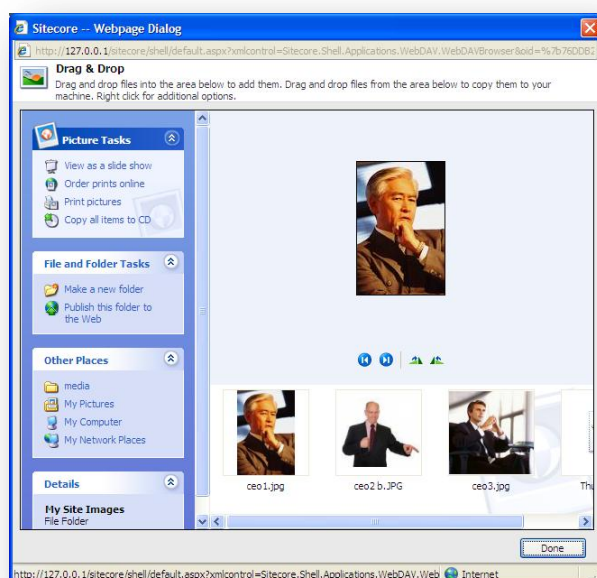 Sitecore -- Webpage Dialog
http://127.0.0.1/sitecore/shell/default.aspx?xmlcontrol=Sitecore.Shell.Applications.WebDAV.WebDAVBrowser&oid=%7b76DDB2
Drag & Drop
Drag and drop files into the area below to add them. Drag and drop files from the area below to copy them to your
machine. Right click for additional options.
Picture Tasks
View as a slide show
Order prints online
Print pictures
Copy all items to CD
File and Folder Tasks
Make a new folder
Publish this folder to
the Web
Other Places
media
My Pictures
My Computer
My Network Places
Details
My Site Images
File Folder
ceo1.jpg
ceo2 b.JPG
ceo3.jpg
Thu
Done
http://127.0.0.1/sitecore/shell/default.aspx?xmlcontrol=Sitecore.Shell.Applications.WebDAV.Web
Internet